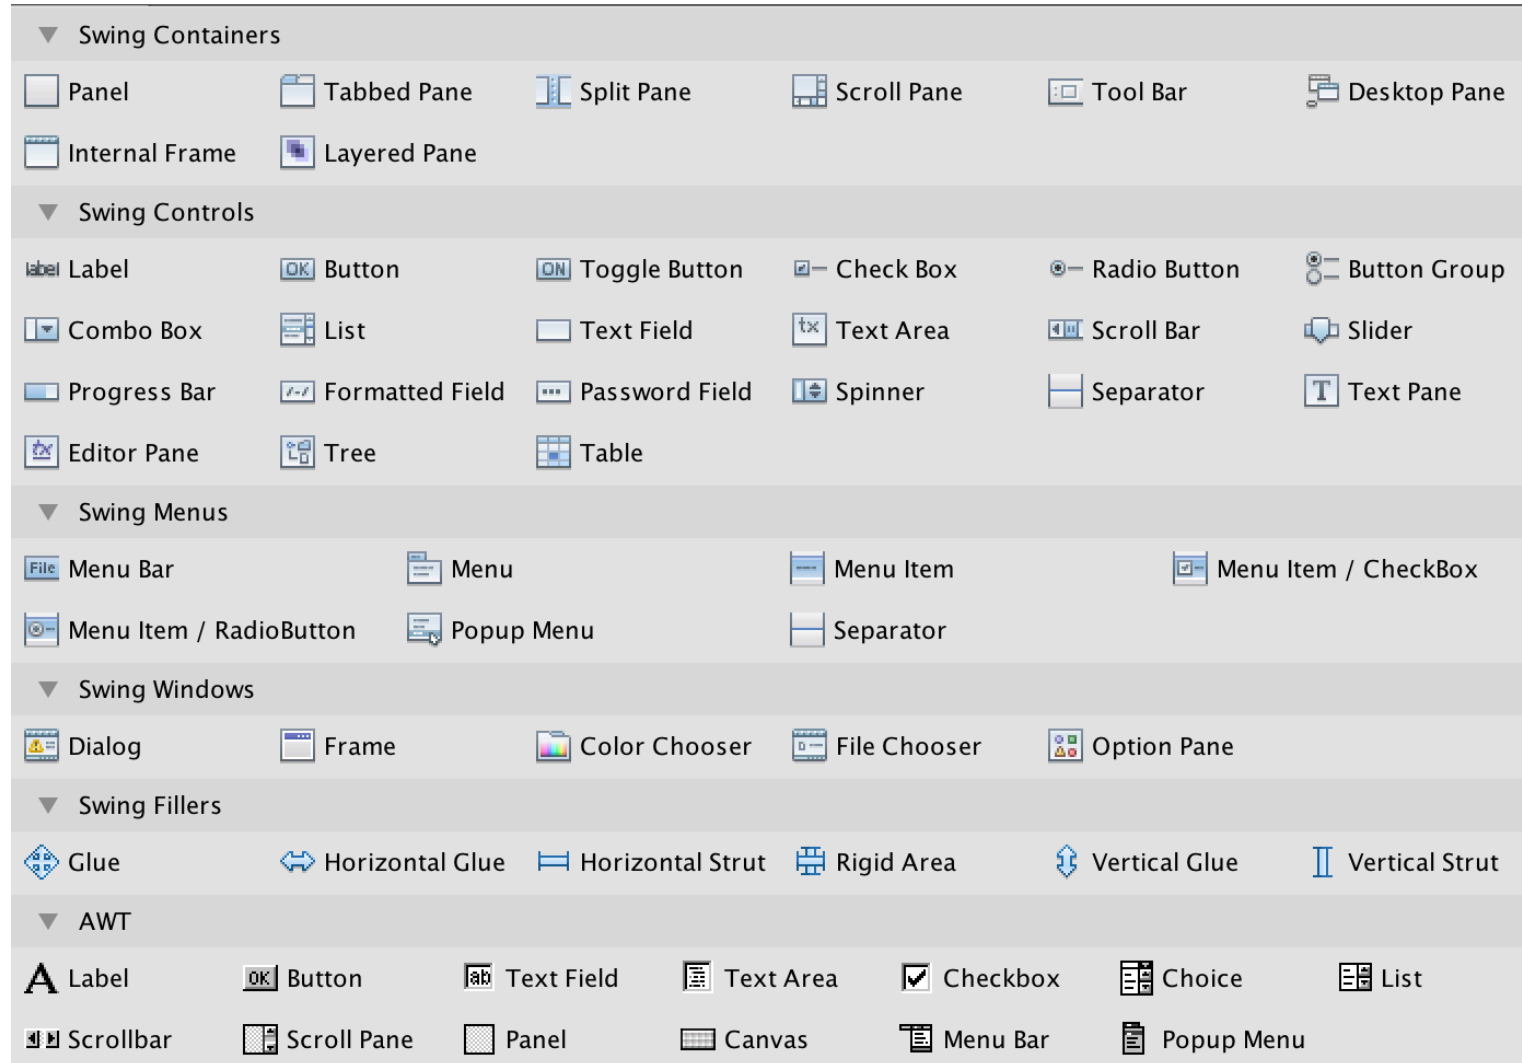 Swing Containers
Panel Tabbed Pane Split Pane Scroll Pane Tool Bar Desktop Pane
Internal Frame Layered Pane
Swing Controls
label Label OK Button ON Toggle Button Check Box Radio Button Button Group
Combo Box List Text Field tx Text Area Scroll Bar Slider
Progress Bar Formatted Field Password Field Spinner Separator T Text Pane
tx Editor Pane Tree Table
Swing Menus
File Menu Bar Menu Menu Item Menu Item / CheckBox
Menu Item / RadioButton Popup Menu Separator
Swing Windows
Dialog Frame Color Chooser File Chooser Option Pane
Swing Fillers
Glue Horizontal Glue Horizontal Strut Rigid Area Vertical Glue Vertical Strut
AWT
A Label OK Button ab Text Field Text Area Checkbox Choice List
Scrollbar Scroll Pane Panel Canvas Menu Bar Popup Menu